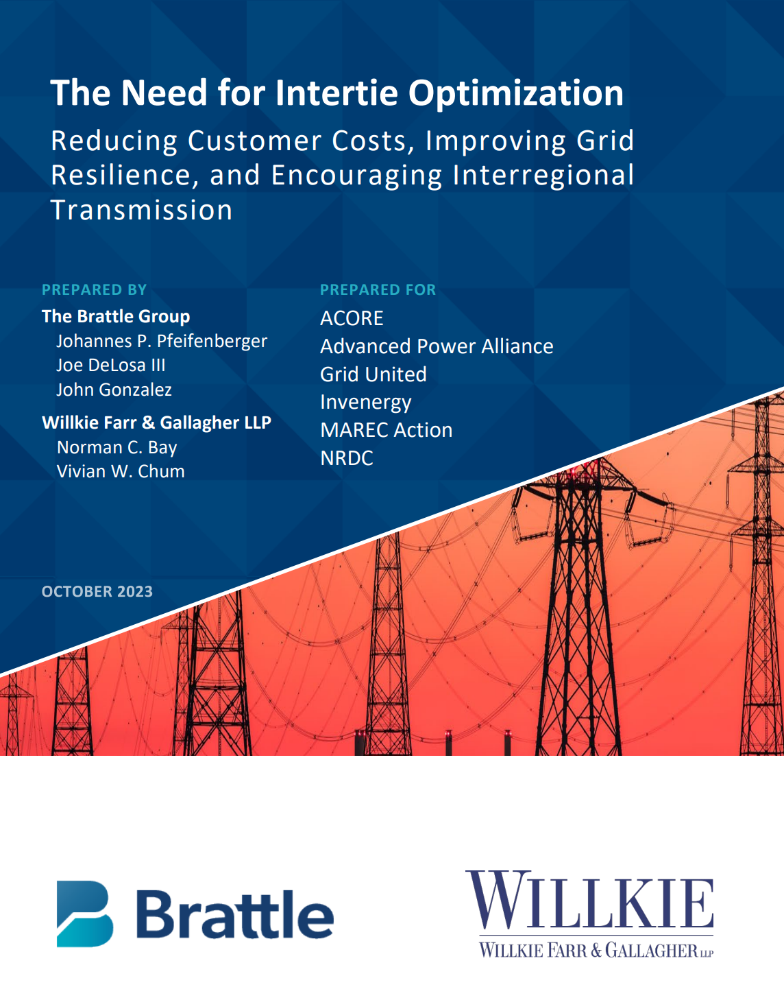 The Need for Intertie Optimization
Reducing Customer Costs, Improving Grid
Resilience, and Encouraging Interregional
Transmission
PREPARED BY
The Brattle Group
Johannes P. Pfeifenberger
Joe DeLosa III
John Gonzalez
Willkie Farr & Gallagher LLP
Norman C. Bay
Vivian W. Chum
PREPARED FOR
ACORE
Advanced Power Alliance
Grid United
Invenergy
MAREC Action
NRDC
OCTOBER 2023
Brattle
WILLKIE
WILLKIE FARR & GALLAGHER LLP